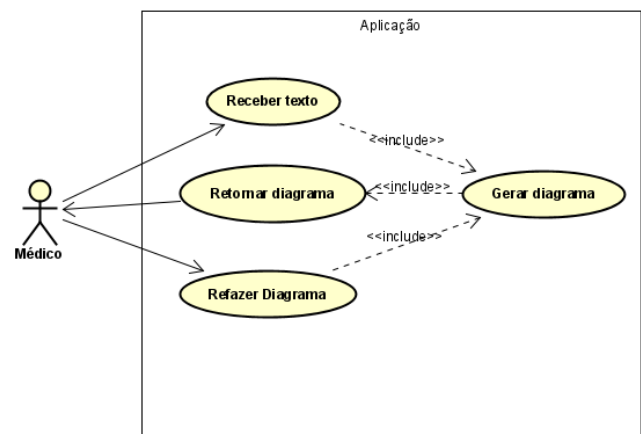 Aplicação
Receber texto
<<include>>
Retornar diagrama
<<include>>
Gerar diagrama
<<include>>
Médico
Refazer Diagrama